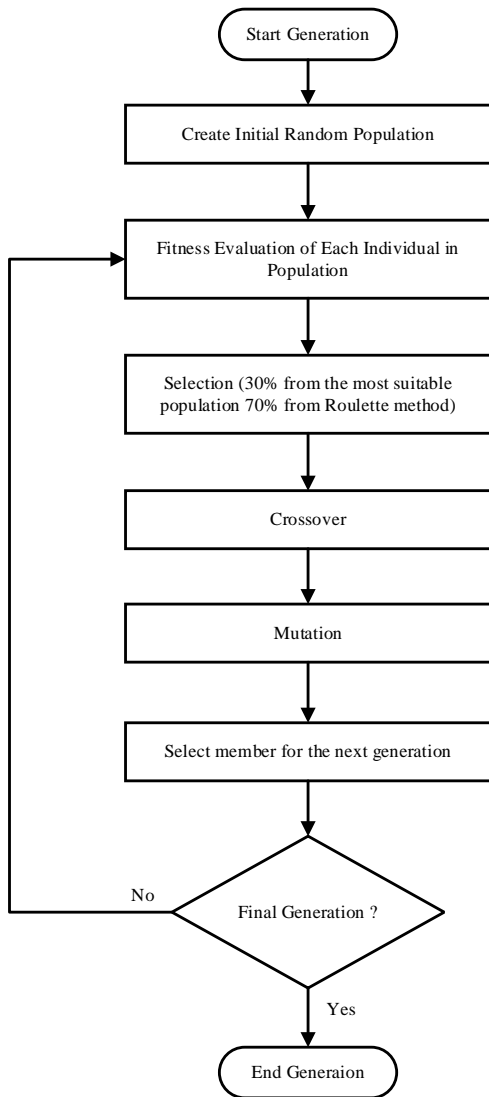 Start Generation
Create Initial Random Population
Fitness Evaluation of Each Individual in
Population
Selection (30% from the most suitable
population 70% from Roulette method)
Crossover
Mutation
Select member for the next generation
No
Final Generation ?
Yes
End Generaion